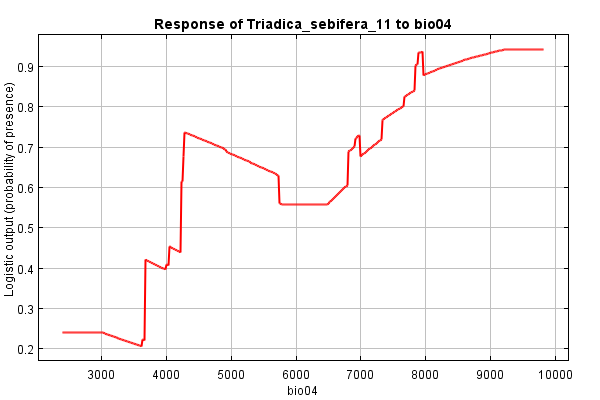 Response of Triadica_sebifera_11 to bio04
Logistic output (probability of presence)
0.9
0.8
0.7
0.6
0.5
0.4
0.3
0.2
3000 4000 5000 6000 7000 8000 9000 10000
bio04